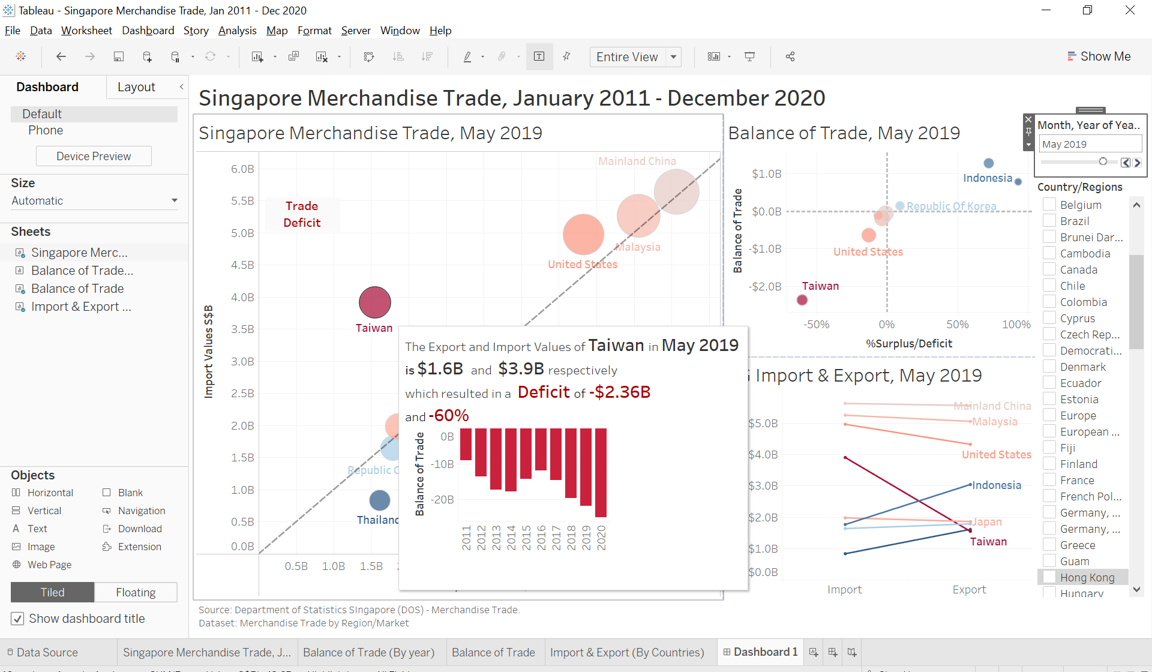 Tableau - Singapore Merchandise Trade, Jan 2011 - Dec 2020
File Data Worksheet Dashboard Story Analysis Map Format Server Window Help
Entire View
Show Me
Dashboard Layout
Default
Phone
Device Preview
Size
Automatic
Sheets
Singapore Merc...
Balance of Trade...
Balance of Trade
Import & Export ...
Objects
Horizontal Blank
Vertical Navigation
Text Download
Image Extension
Web Page
Tiled Floating
Show dashboard title
Singapore Merchandise Trade, January 2011 - December 2020
Singapore Merchandise Trade, May 2019
Import Values S$B
6.0B
5.5B
5.0B
4.5B
4.0B
3.5B
3.0B
2.5B
2.0B
1.5B
1.0B
0.5B
0.0B
0.5B 1.0B 1.5B
Trade
Deficit
Mainland China
Malaysia
United States
Taiwan
Republic
Thailand
The Export and Import Values of Taiwan in May 2019
is $1.6B and $3.9B respectively
which resulted in a Deficit of -$2.36B
and -60%
Balance of Trade
0B
-10B
-20B
2011 2012 2013 2014 2015 2016 2017 2018 2019 2020
Source: Department of Statistics SIngapore (DOS) - Merchandise Trade.
Dataset: Merchandise Trade by Region/Market
Balance of Trade, May 2019
Balance of Trade
$1.0B
$0.0B
-$1.0B
-$2.0B
Indonesia
Republic Of Korea
United States
Taiwan
-50% 0% 50% 100%
%Surplus/Deficit
Import & Export, May 2019
$5.0B
$4.0B
$3.0B
$2.0B
$1.0B
$0.0B
Mainland China
Malaysia
United States
Indonesia
Japan
Taiwan
Import Export
Month, Year of Yea..
May 2019
Country/Regions
Belgium
Brazil
Brunei Dar...
Cambodia
Canada
Chile
Colombia
Cyprus
Czech Rep...
Democrati...
Denmark
Ecuador
Estonia
Europe
European ...
Fiji
Finland
France
French Pol...
Germany, ...
Germany, ...
Greece
Guam
Hong Kong
Hungary
Data Source Singapore Merchandise Trade, J... Balance of Trade (By year) Balance of Trade Import & Export (By Countries) Dashboard 1